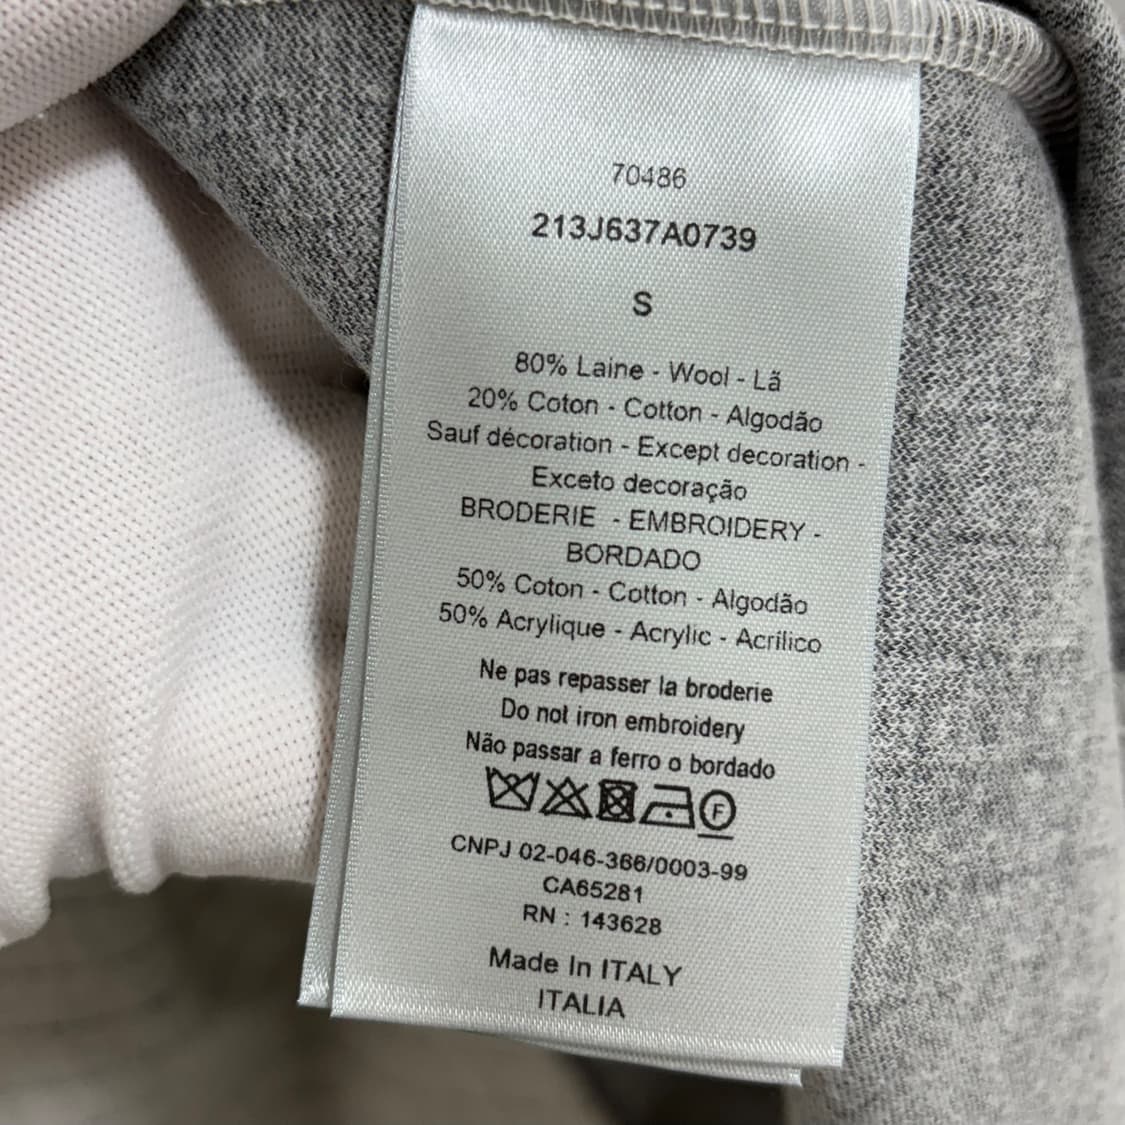 70486
213J637A0739
S
80% Laine - Wool - Lã
20% Coton - Cotton - Algodão
Sauf décoration - Except decoration -
Exceto decoração
BRODERIE - EMBROIDERY -
BORDADO
50% Coton - Cotton - Algodão
50% Acrylique - Acrylic - Acrílico
Ne pas repasser la broderie
Do not iron embroidery
Não passar a ferro o bordado
F
CNPJ 02-046-366/0003-99
CA65281
RN : 143628
Made In ITALY
ITALIA